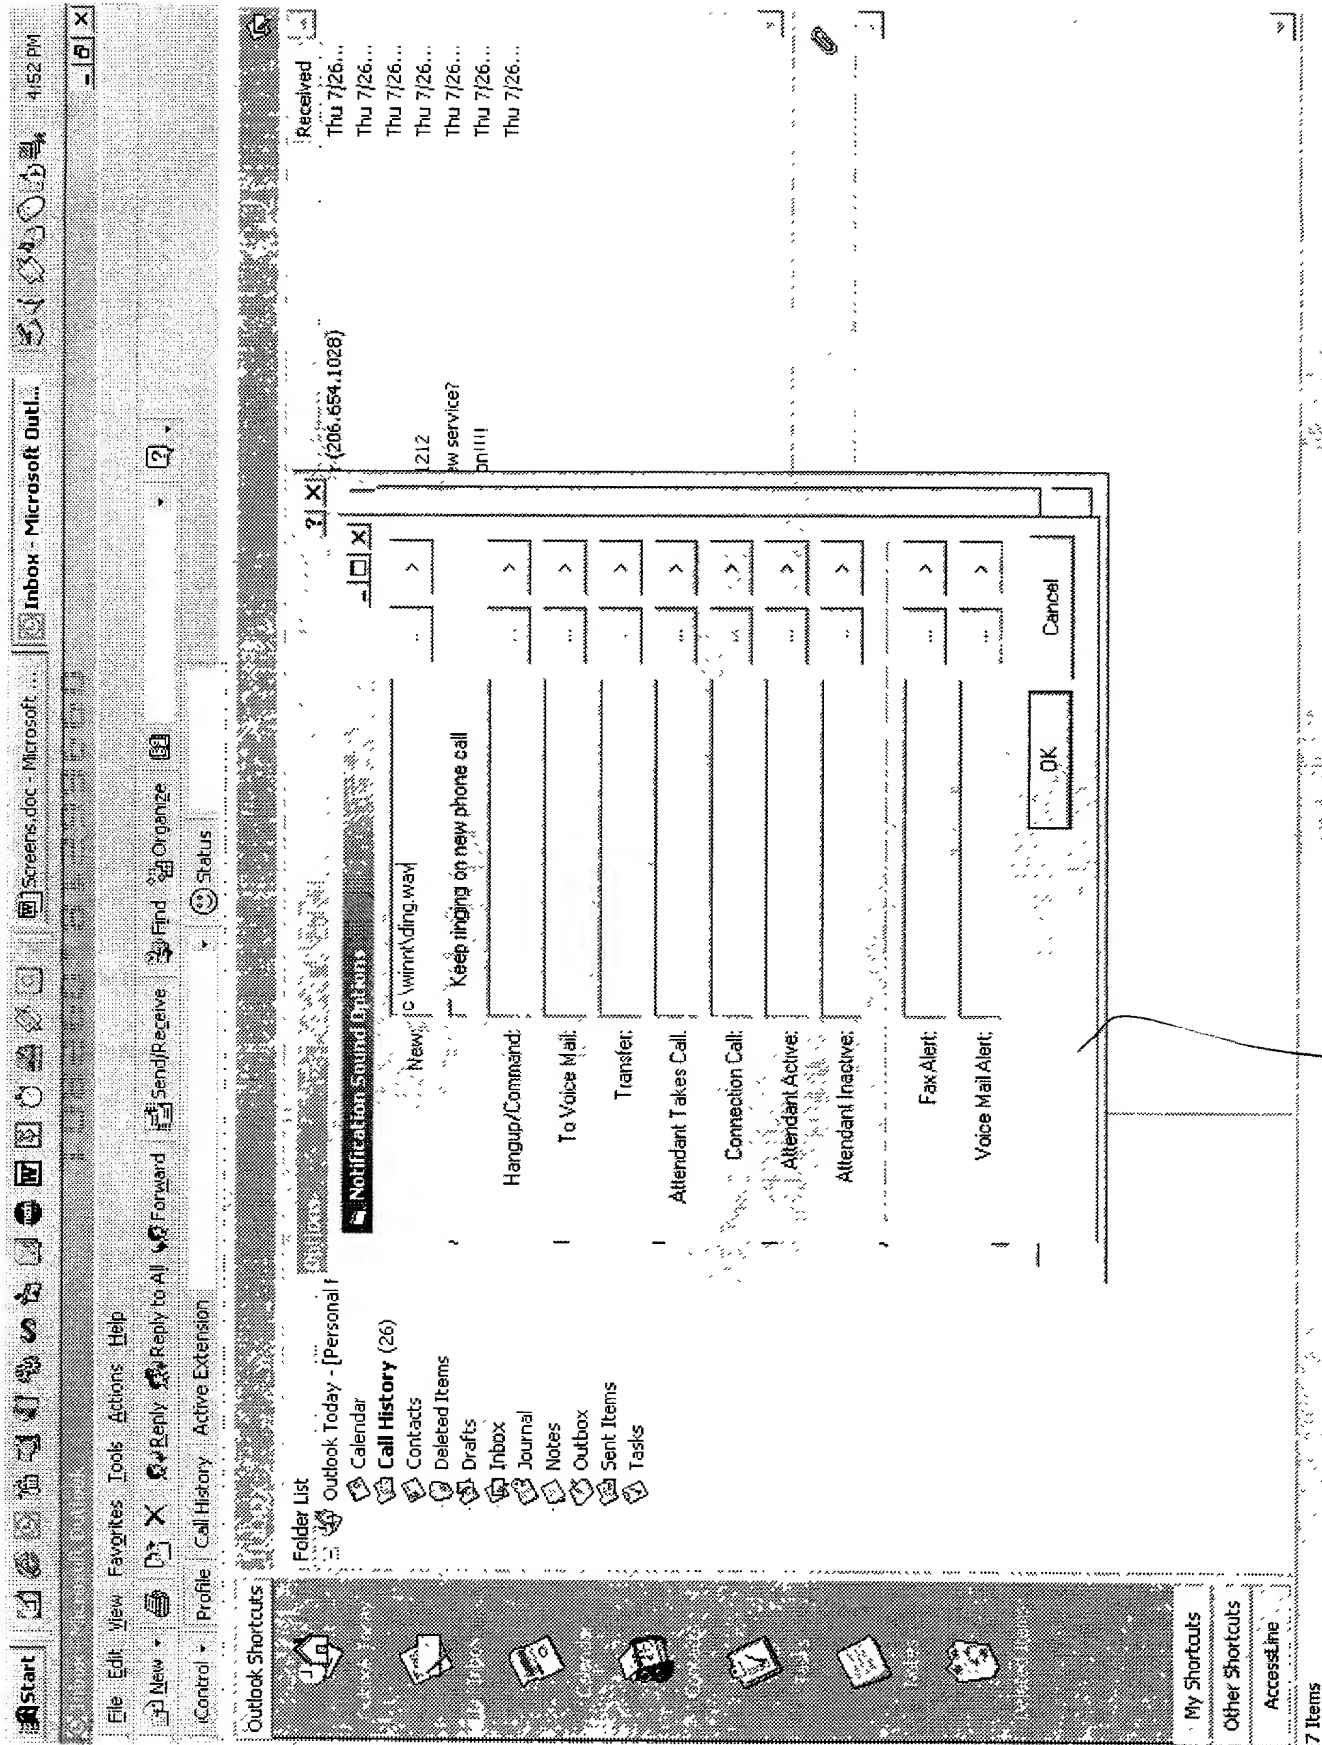 Start
Screens.doc - Microsoft ...
Inbox - Microsoft Outl...
4:52 PM
File Edit View Favorites Tools Actions Help
New Reply Reply to All Forward Send/Receive Find Organize
iControl Profile Call History Active Extension Status
Outlook Shortcuts
My Shortcuts
Other Shortcuts
AccessLine
Folder List
Outlook Today - [Personal F
Calendar
Call History (26)
Contacts
Deleted Items
Drafts
Inbox
Journal
Notes
Outbox
Sent Items
Tasks
Options
Notification Sound Options
New: c \winnt\ding.wav ... >
Keep ringing on new phone call
Hangup/Command: ... >
To Voice Mail: ... >
Transfer: . >
Attendant Takes Call: ... >
Connection Call: ... >
Attendant Active: ... >
Attendant Inactive: ... >
Fax Alert: ... >
Voice Mail Alert: ... >
OK Cancel
Received
(206.654.1028) Thu 7/26...
Thu 7/26...
Thu 7/26...
1212 Thu 7/26...
ew service? Thu 7/26...
on!!!! Thu 7/26...
Thu 7/26...
7 Items